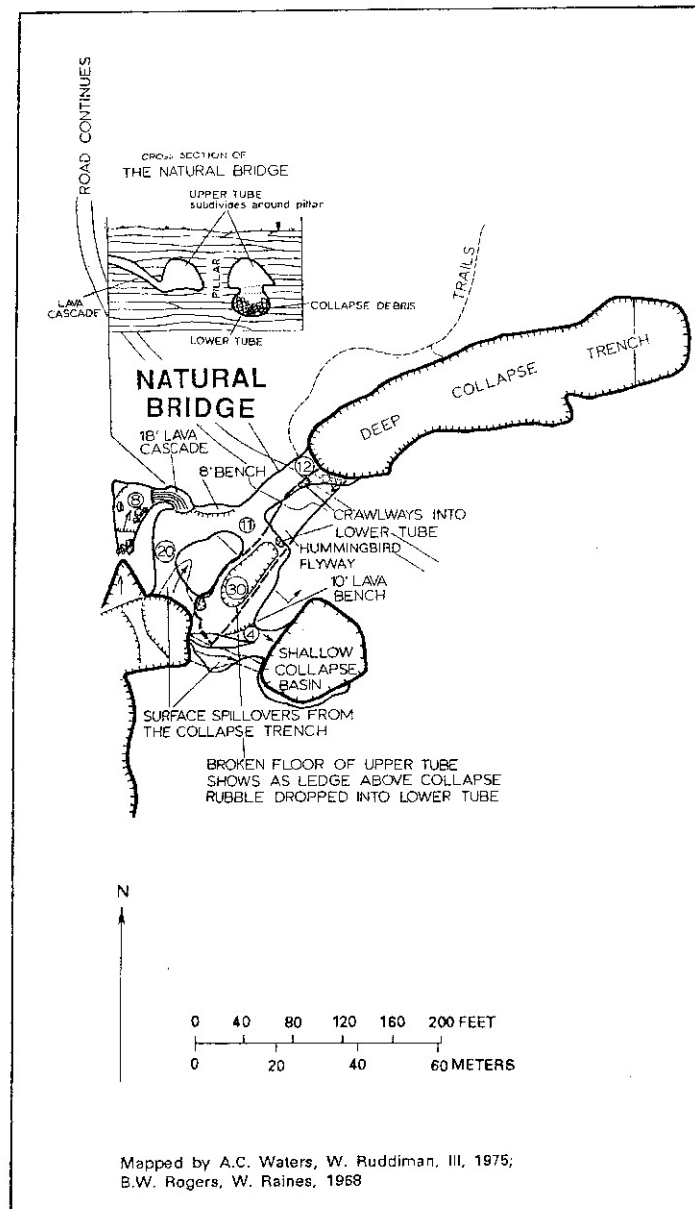 ROAD CONTINUES
CROSS SECTION OF
THE NATURAL BRIDGE
UPPER TUBE
subdivides around pillar
PILLAR
LAVA
CASCADE
COLLAPSE DEBRIS
LOWER TUBE
TRAILS
DEEP COLLAPSE TRENCH
NATURAL
BRIDGE
18' LAVA
CASCADE
8' BENCH
12
8
11
CRAWLWAYS INTO
LOWER TUBE
HUMMINGBIRD
FLYWAY
20
30
10' LAVA
BENCH
4
SHALLOW
COLLAPSE
BASIN
SURFACE SPILLOVERS FROM
THE COLLAPSE TRENCH
BROKEN FLOOR OF UPPER TUBE
SHOWS AS LEDGE ABOVE COLLAPSE
RUBBLE DROPPED INTO LOWER TUBE
N
0 40 80 120 160 200 FEET
0 20 40 60 METERS
Mapped by A.C. Waters, W. Ruddiman, III, 1975;
B.W. Rogers, W. Raines, 1968